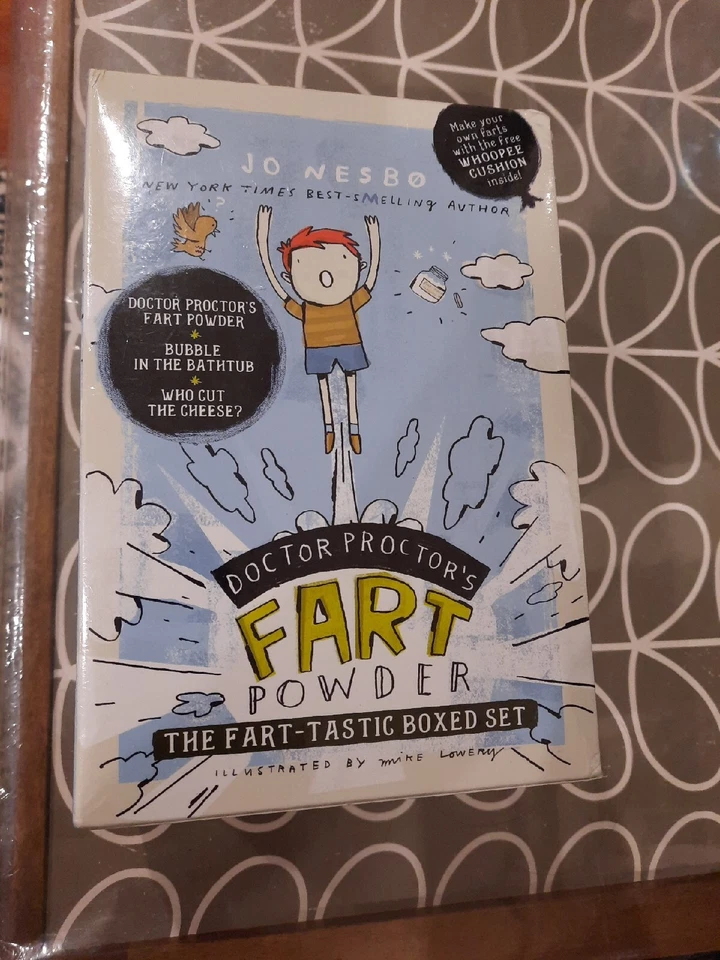 Make your
own farts
with the free
WHOOPEE
CUSHION
inside!
JO NESBØ
NEW YORK TIMES BEST-SMELLING AUTHOR
?
DOCTOR PROCTOR'S
FART POWDER
BUBBLE
IN THE BATHTUB
WHO CUT
THE CHEESE?
DOCTOR PROCTOR'S
FART
POWDER
THE FART-TASTIC BOXED SET
ILLUSTRATED BY mike LOWERY